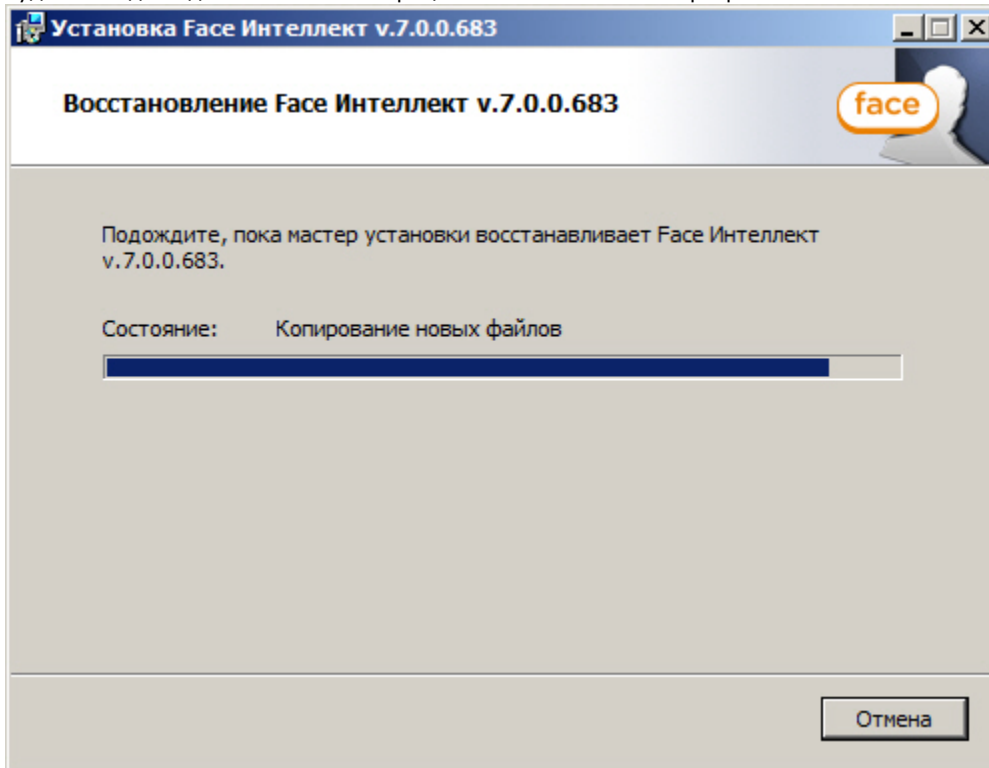 Установка Face Интеллект v.7.0.0.683
Восстановление Face Интеллект v.7.0.0.683
face
Подождите, пока мастер установки восстанавливает Face Интеллект
v.7.0.0.683.
Состояние: Копирование новых файлов
Отмена